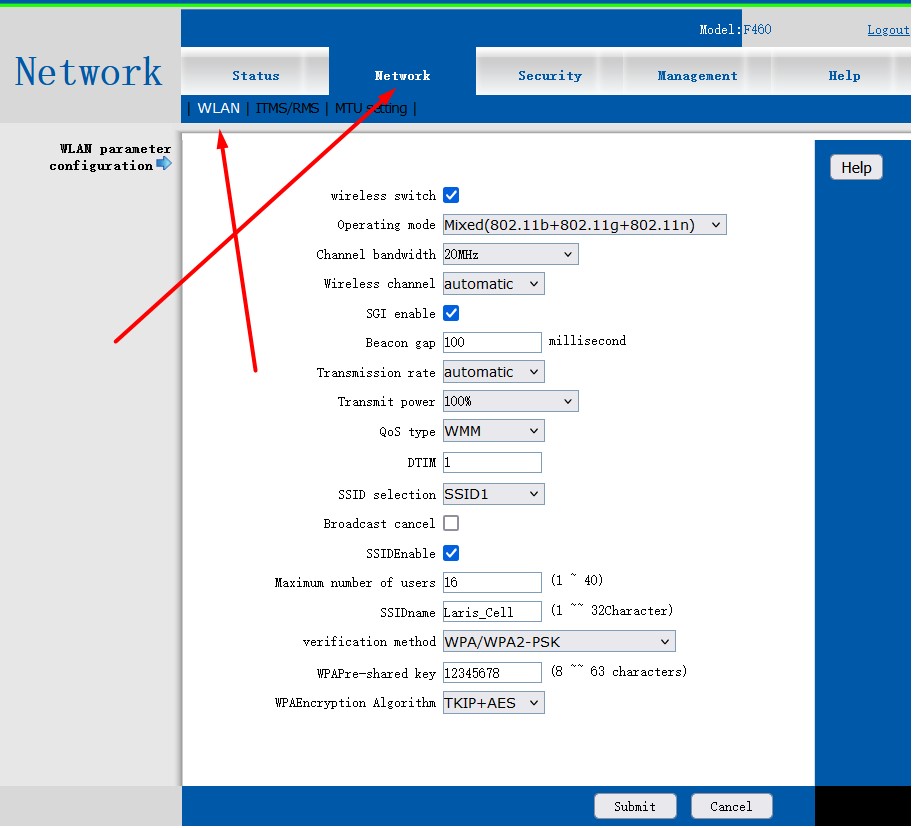 Model:F460 Logout
Network
Status Network Security Management Help
| WLAN | ITMS/RMS | MTU setting |
WLAN parameter
configuration
Help
wireless switch
Operating mode Mixed(802.11b+802.11g+802.11n)
Channel bandwidth 20MHz
Wireless channel automatic
SGI enable
Beacon gap 100 millisecond
Transmission rate automatic
Transmit power 100%
QoS type WMM
DTIM 1
SSID selection SSID1
Broadcast cancel
SSIDEnable
Maximum number of users 16 (1 ~ 40)
SSIDname Laris_Cell (1 ~~ 32Character)
verification method WPA/WPA2-PSK
WPAPre-shared key 12345678 (8 ~~ 63 characters)
WPAEncryption Algorithm TKIP+AES
Submit Cancel